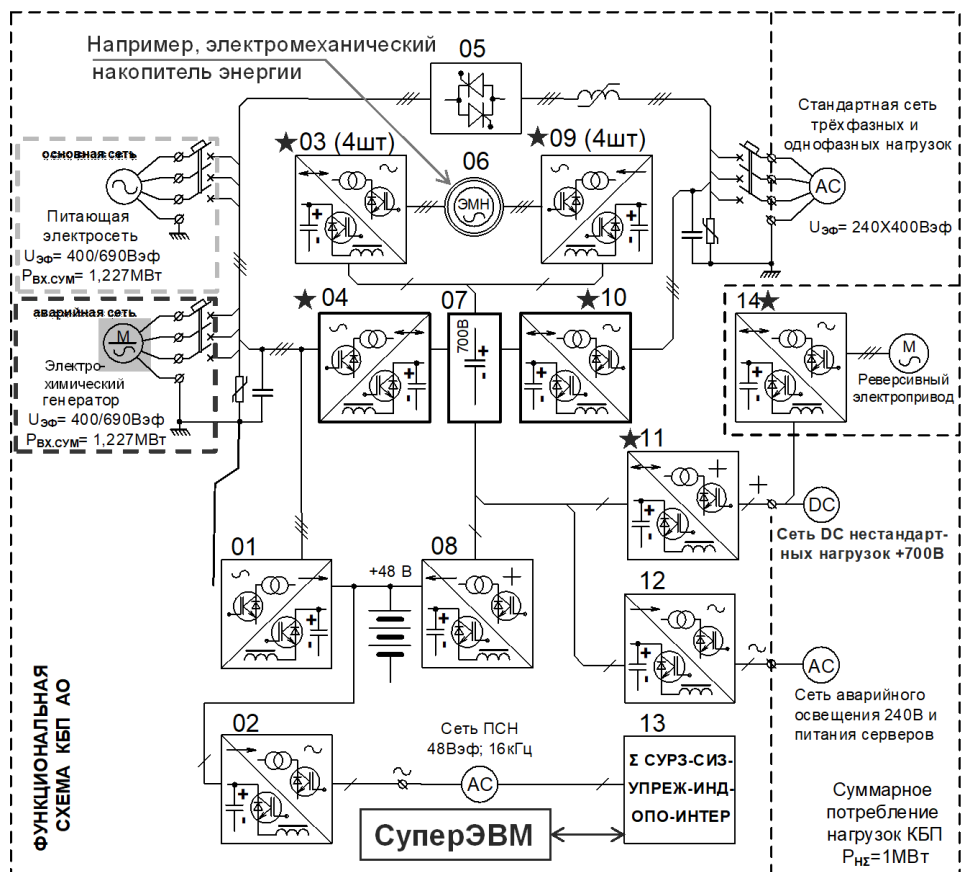 Например, электромеханический
накопитель энергии
05
основная сеть
Питающая
электросеть
Uэф= 400/690Вэф
Pвх.сум= 1,227МВт
★03 (4шт)
06
ЭМН
★09 (4шт)
Стандартная сеть
трёхфазных и
однофазных нагрузок
AC
Uэф= 240X400Вэф
аварийная сеть
М
Электро-
химический
генератор
Uэф= 400/690Вэф
Pвх.сум= 1,227МВт
★04
07
700В
★10
14★
М
Реверсивный
электропривод
★11
DC
Сеть DC нестандарт-
ных нагрузок +700В
01
+48 В
08
12
AC
Сеть аварийного
освещения 240В и
питания серверов
02
Сеть ПСН
48Вэф; 16кГц
AC
13
Σ СУРЗ-СИЗ-
УПРЕЖ-ИНД-
ОПО-ИНТЕР
СуперЭВМ
Суммарное
потребление
нагрузок КБП
PНΣ=1МВт
ФУНКЦИОНАЛЬНАЯ
СХЕМА КБП АО